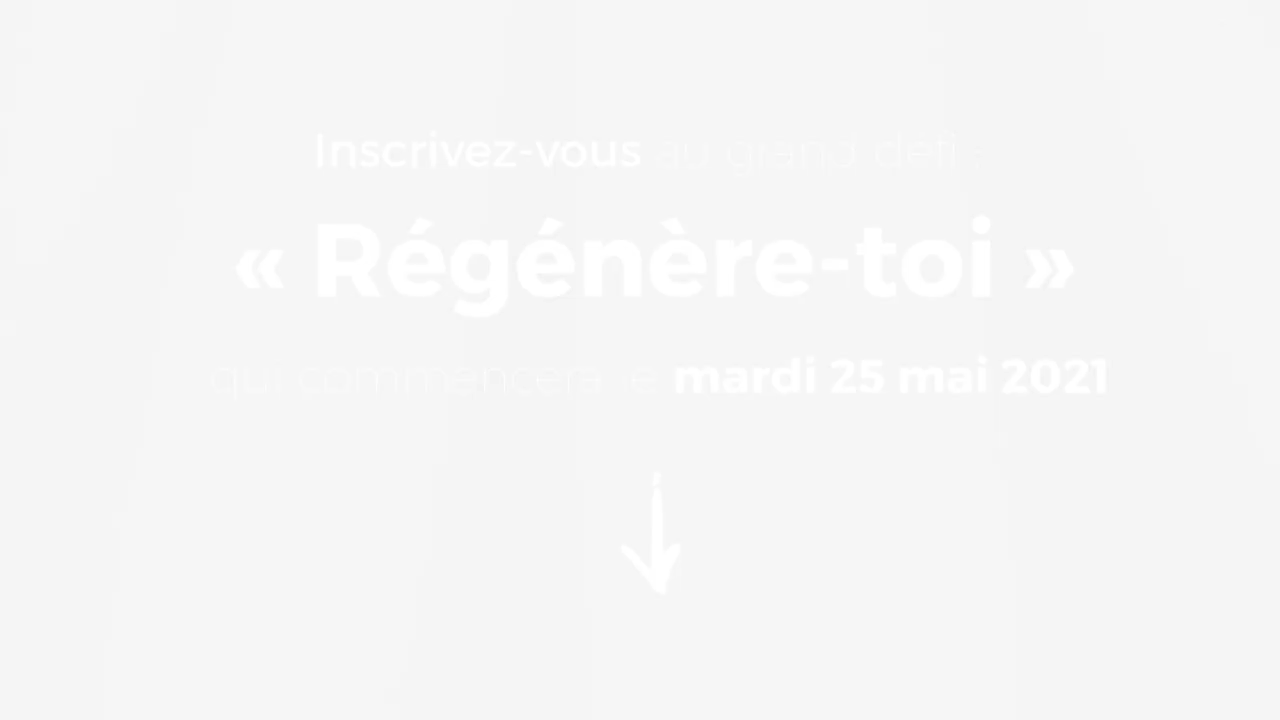 Inscrivez-vous au grand défi :
« Régénère-toi »
qui commencera le mardi 25 mai 2021